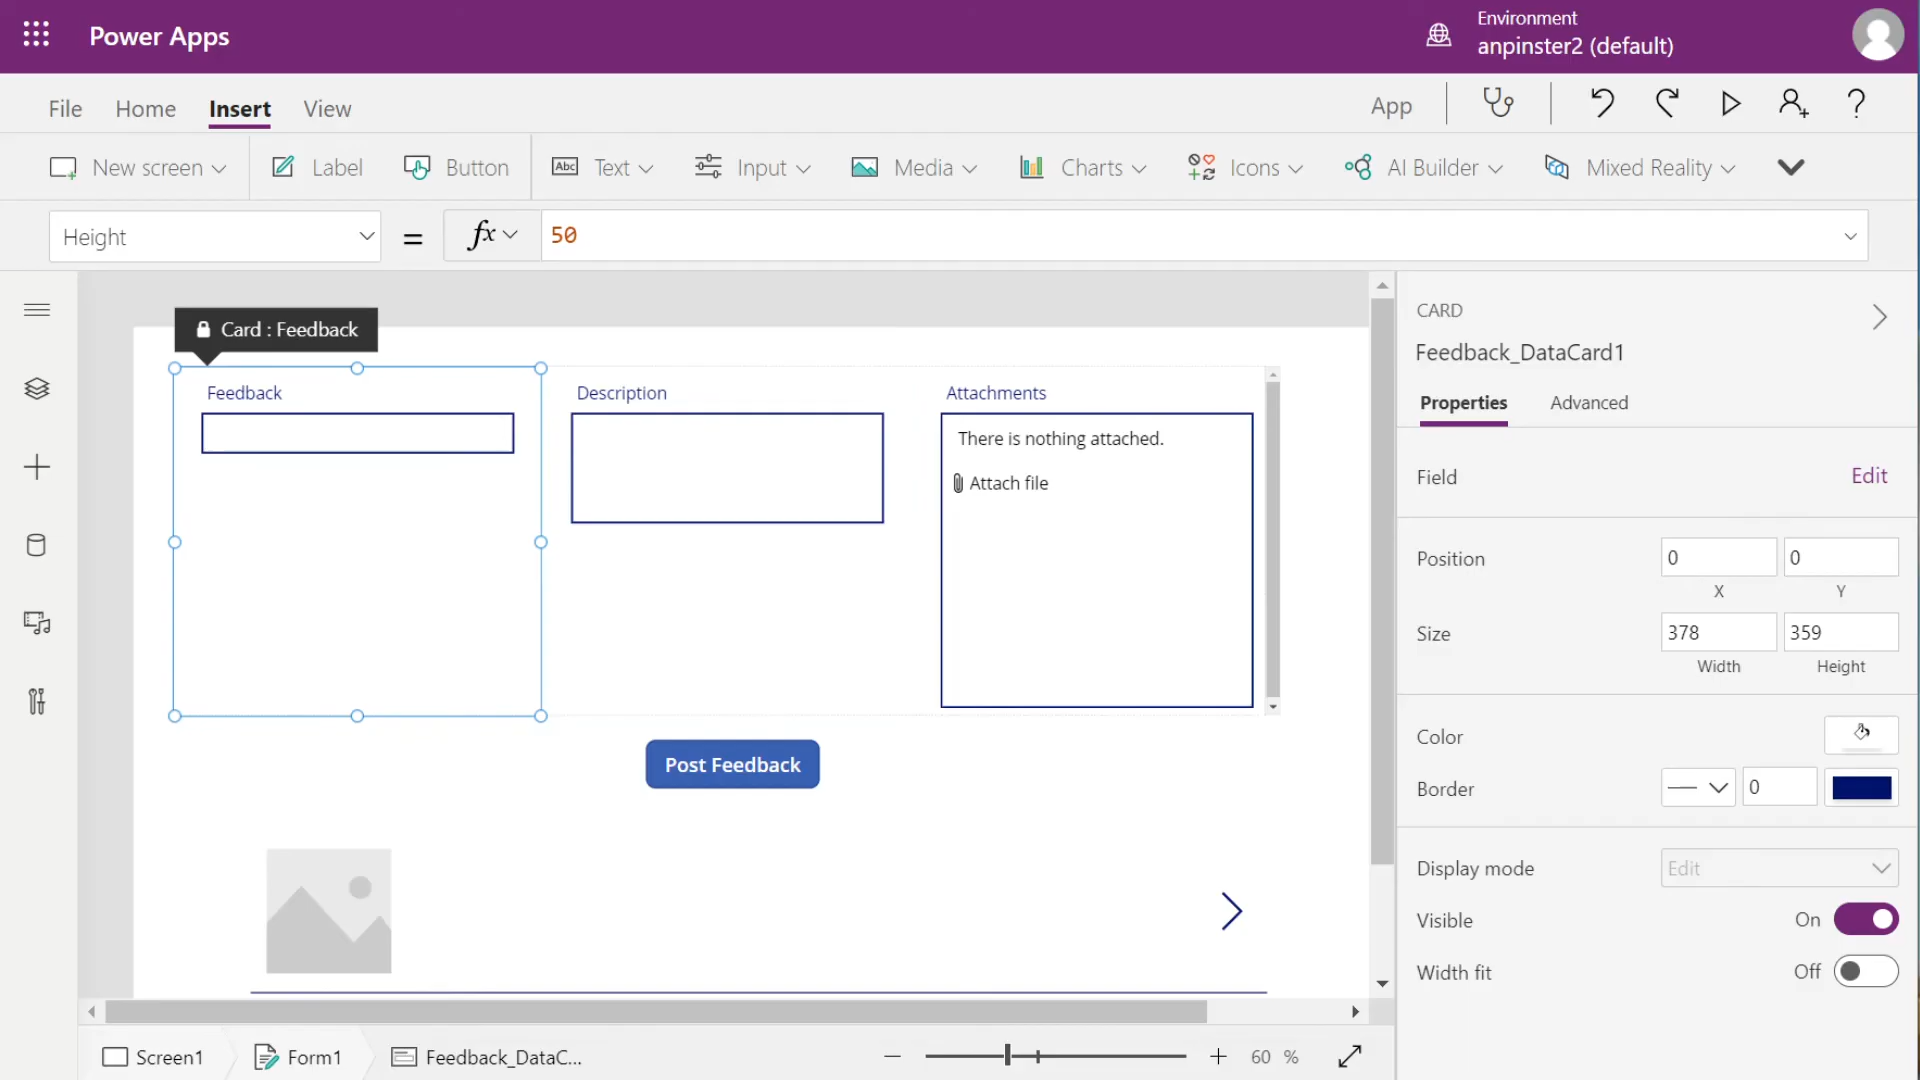 Power Apps
Environment
anpinster2 (default)
File Home Insert View App
New screen Label Button Abc Text Input Media Charts Icons AI Builder Mixed Reality
Height = fx 50
Card : Feedback
Feedback Description Attachments
There is nothing attached.
Attach file
Post Feedback
CARD
Feedback_DataCard1
Properties Advanced
Field Edit
Position 0 0
X Y
Size 378 359
Width Height
Color
Border 0
Display mode Edit
Visible On
Width fit Off
Screen1 Form1 Feedback_DataC... 60 %